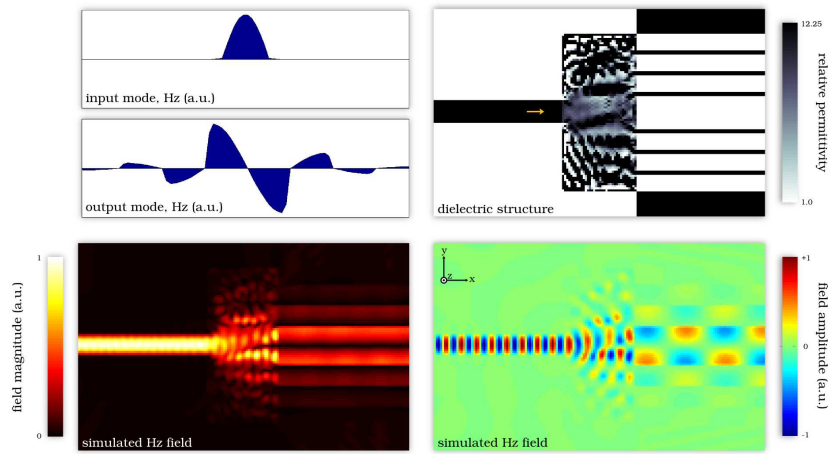 input mode, Hz (a.u.)
output mode, Hz (a.u.)
dielectric structure
12.25
1.0
relative permittivity
field magnitude (a.u.)
1
0
simulated Hz field
y
z
x
simulated Hz field
+1
0
-1
field amplitude (a.u.)